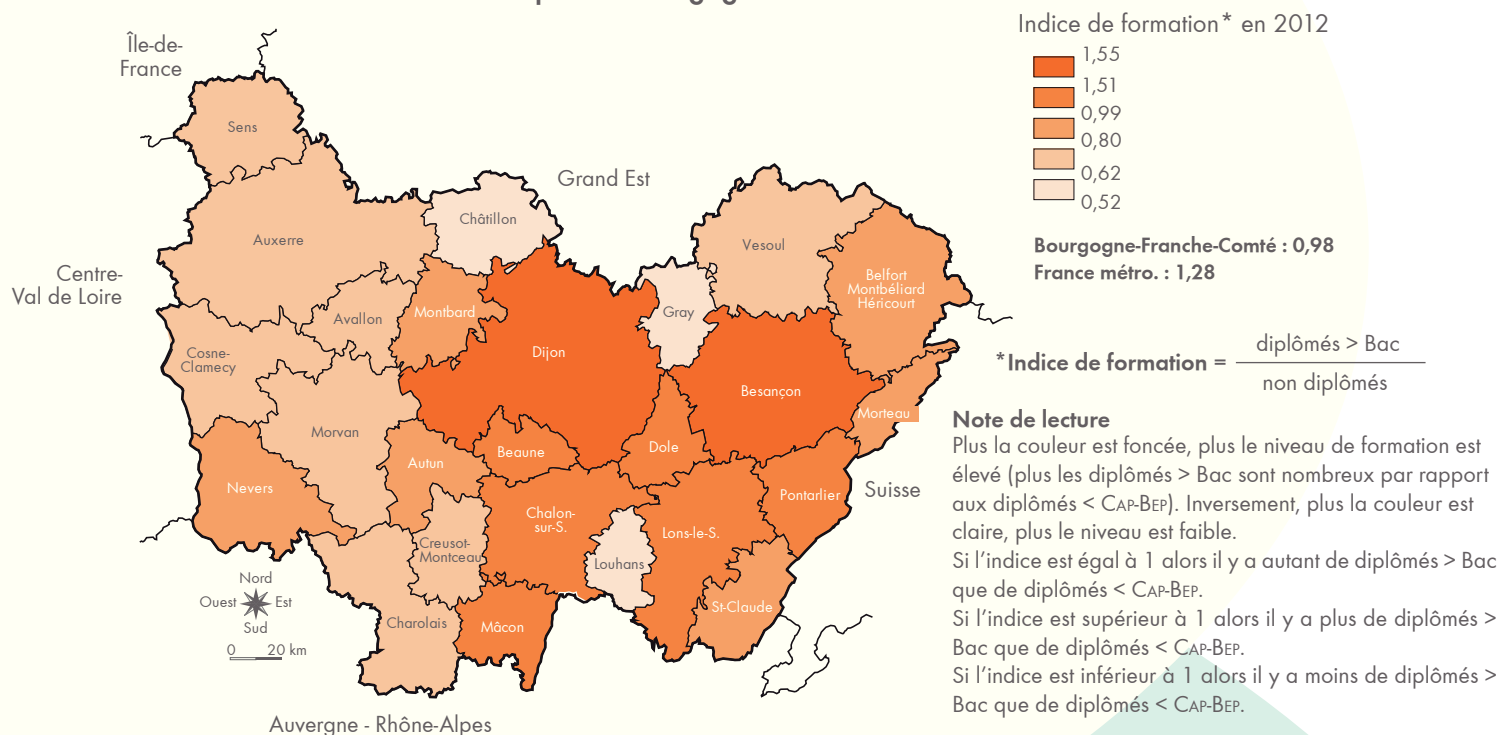 Indice de formation* en 2012
1,55
1,51
0,99
0,80
0,62
0,52
Bourgogne-Franche-Comté : 0,98
France métro. : 1,28
*Indice de formation = diplômés > Bac
non diplômés
Note de lecture
Plus la couleur est foncée, plus le niveau de formation est
élevé (plus les diplômés > Bac sont nombreux par rapport
aux diplômés < CAP-BEP). Inversement, plus la couleur est
claire, plus le niveau est faible.
Si l'indice est égal à 1 alors il y a autant de diplômés > Bac
que de diplômés < CAP-BEP.
Si l'indice est supérieur à 1 alors il y a plus de diplômés >
Bac que de diplômés < CAP-BEP.
Si l'indice est inférieur à 1 alors il y a moins de diplômés >
Bac que de diplômés < CAP-BEP.
Île-de-
France
Grand Est
Centre-
Val de Loire
Suisse
Auvergne - Rhône-Alpes
Sens
Auxerre
Châtillon
Vesoul
Belfort
Montbéliard
Héricourt
Montbard
Avallon
Gray
Dijon
Cosne-
Clamecy
Besançon
Morteau
Morvan
Beaune
Dole
Autun
Nevers
Pontarlier
Chalon-
sur-S.
Lons-le-S.
Creusot-
Montceau
Louhans
St-Claude
Charolais
Mâcon
Nord
Ouest
Est
Sud
0 20 km